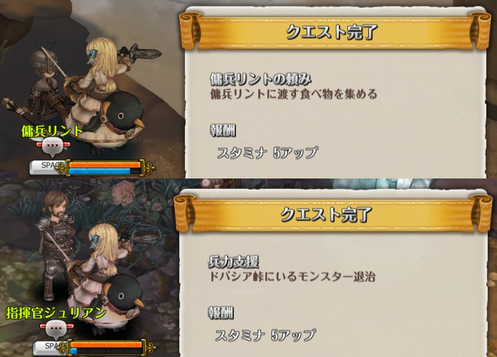 クエスト完了
傭兵リントの頼み
傭兵リントに渡す食べ物を集める
報酬
スタミナ 5アップ
傭兵リント
SPA
クエスト完了
兵力支援
ドバシア峠にいるモンスター退治
報酬
スタミナ 5アップ
指揮官ジュリアン
SPA